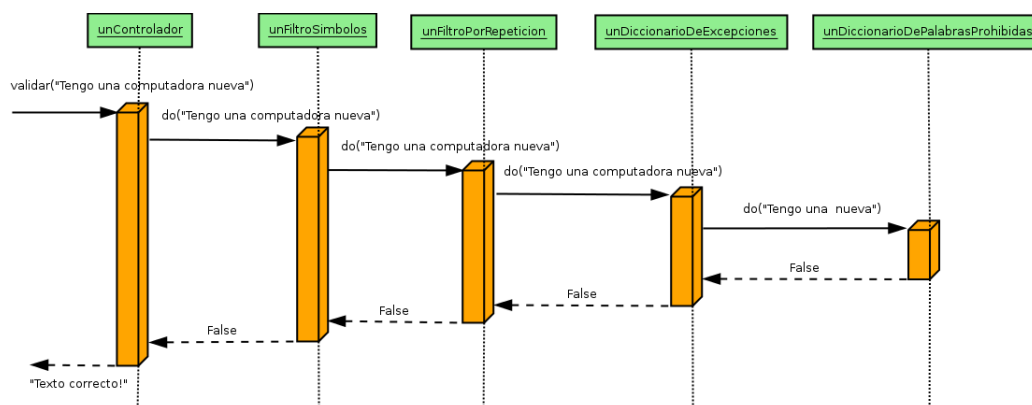 unControlador
unFiltroSimbolos
unFiltroPorRepeticion
unDiccionarioDeExcepciones
unDiccionarioDePalabrasProhibidas
validar("Tengo una computadora nueva")
do("Tengo una computadora nueva")
do("Tengo una computadora nueva")
do("Tengo una computadora nueva")
do("Tengo una  nueva")
False
False
False
False
"Texto correcto!"